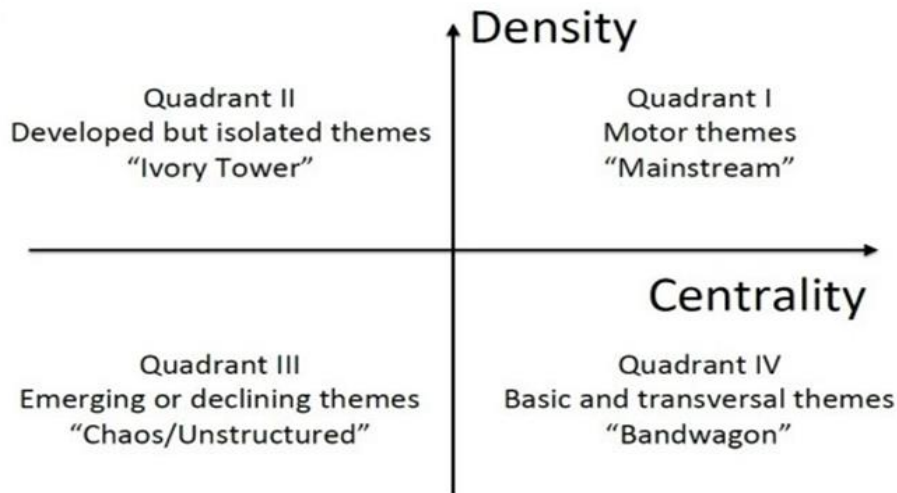 Density
Quadrant II
Developed but isolated themes
“Ivory Tower”
Quadrant I
Motor themes
“Mainstream”
Centrality
Quadrant III
Emerging or declining themes
“Chaos/Unstructured”
Quadrant IV
Basic and transversal themes
“Bandwagon”